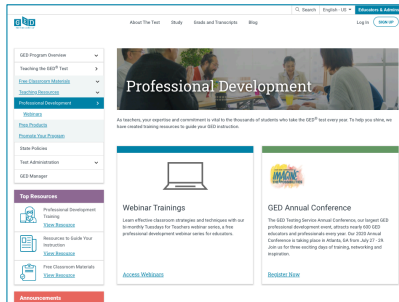 Search | English - US | Educators & Admins
GED
About The Test Study Grads and Transcripts Blog
Log In SIGN UP
GED Program Overview
Teaching the GED® Test
Free Classroom Materials
Teaching Resources
Professional Development
Webinars
Prep Products
Promote Your Program
State Policies
Test Administration
GED Manager
Top Resources
Professional Development
Training
View Resource
Resources to Guide Your
Instruction
View Resource
Free Classroom Materials
View Resource
Announcements
Professional Development
As teachers, your expertise and commitment is vital to the thousands of students who take the GED® test every year. To help you shine, we
have created training resources to guide your GED instruction.
Webinar Trainings
Learn effective classroom strategies and techniques with our
bi-monthly Tuesdays for Teachers webinar series, a free
professional development webinar series for educators.
Access Webinars
IMAGINE
GED Annual Conference
The GED Testing Service Annual Conference, our largest GED
professional development event, attracts nearly 600 GED
educators and professionals every year. Our 2020 Annual
Conference is taking place in Atlanta, GA from July 27 - 29.
Join us for three exciting days of training, networking and
inspiration.
Register Now